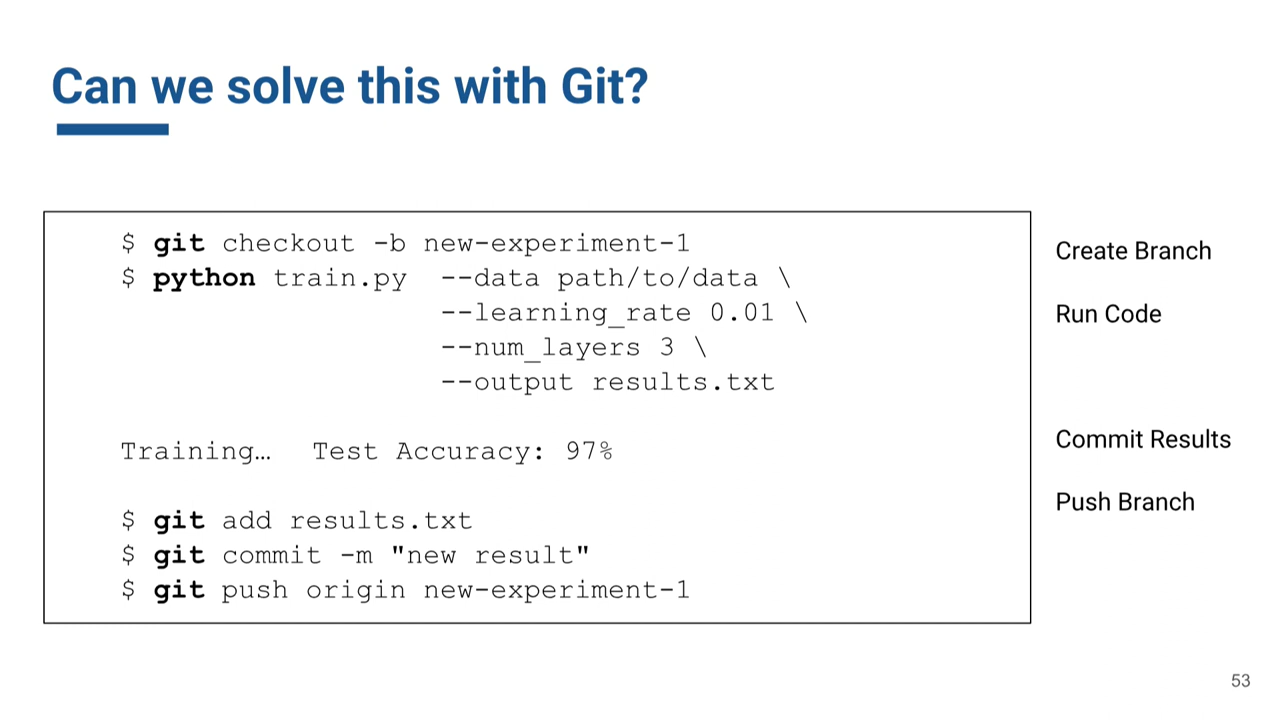 Can we solve this with Git?
$ git checkout -b new-experiment-1
$ python train.py --data path/to/data \
--learning_rate 0.01 \
--num_layers 3 \
--output results.txt
Training… Test Accuracy: 97%
$ git add results.txt
$ git commit -m "new result"
$ git push origin new-experiment-1
Create Branch
Run Code
Commit Results
Push Branch
53